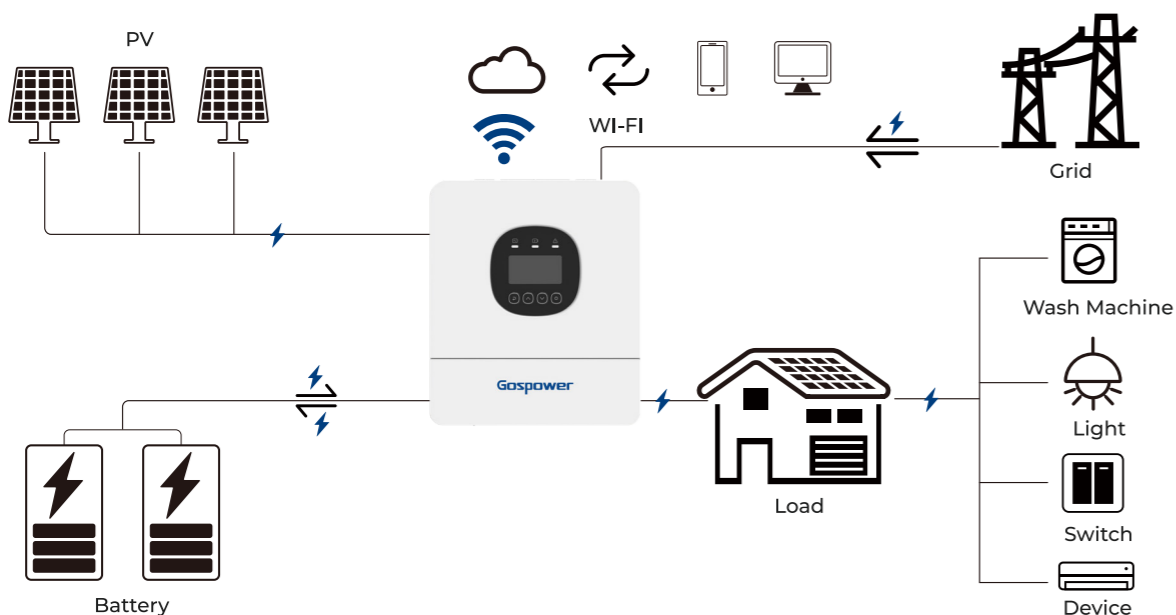 PV
WI-FI
Grid
Wash Machine
Gospower
Light
Load
Switch
Battery
Device